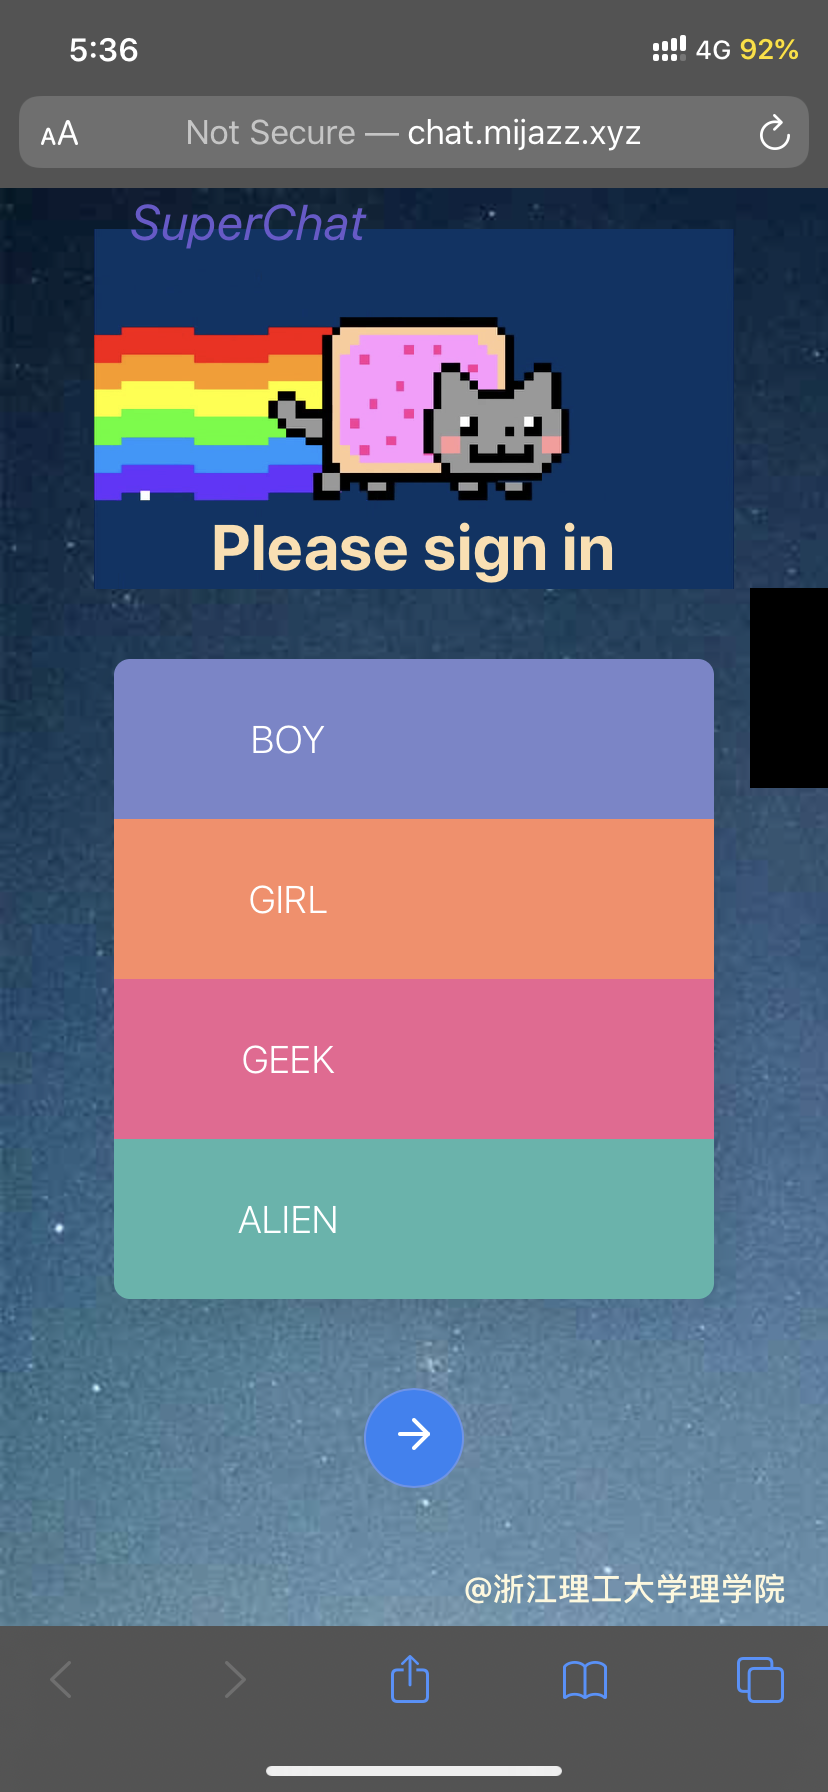 5:36
4G 92%
AA Not Secure — chat.mijazz.xyz
SuperChat
Please sign in
BOY
GIRL
GEEK
ALIEN
@浙江理工大学理学院